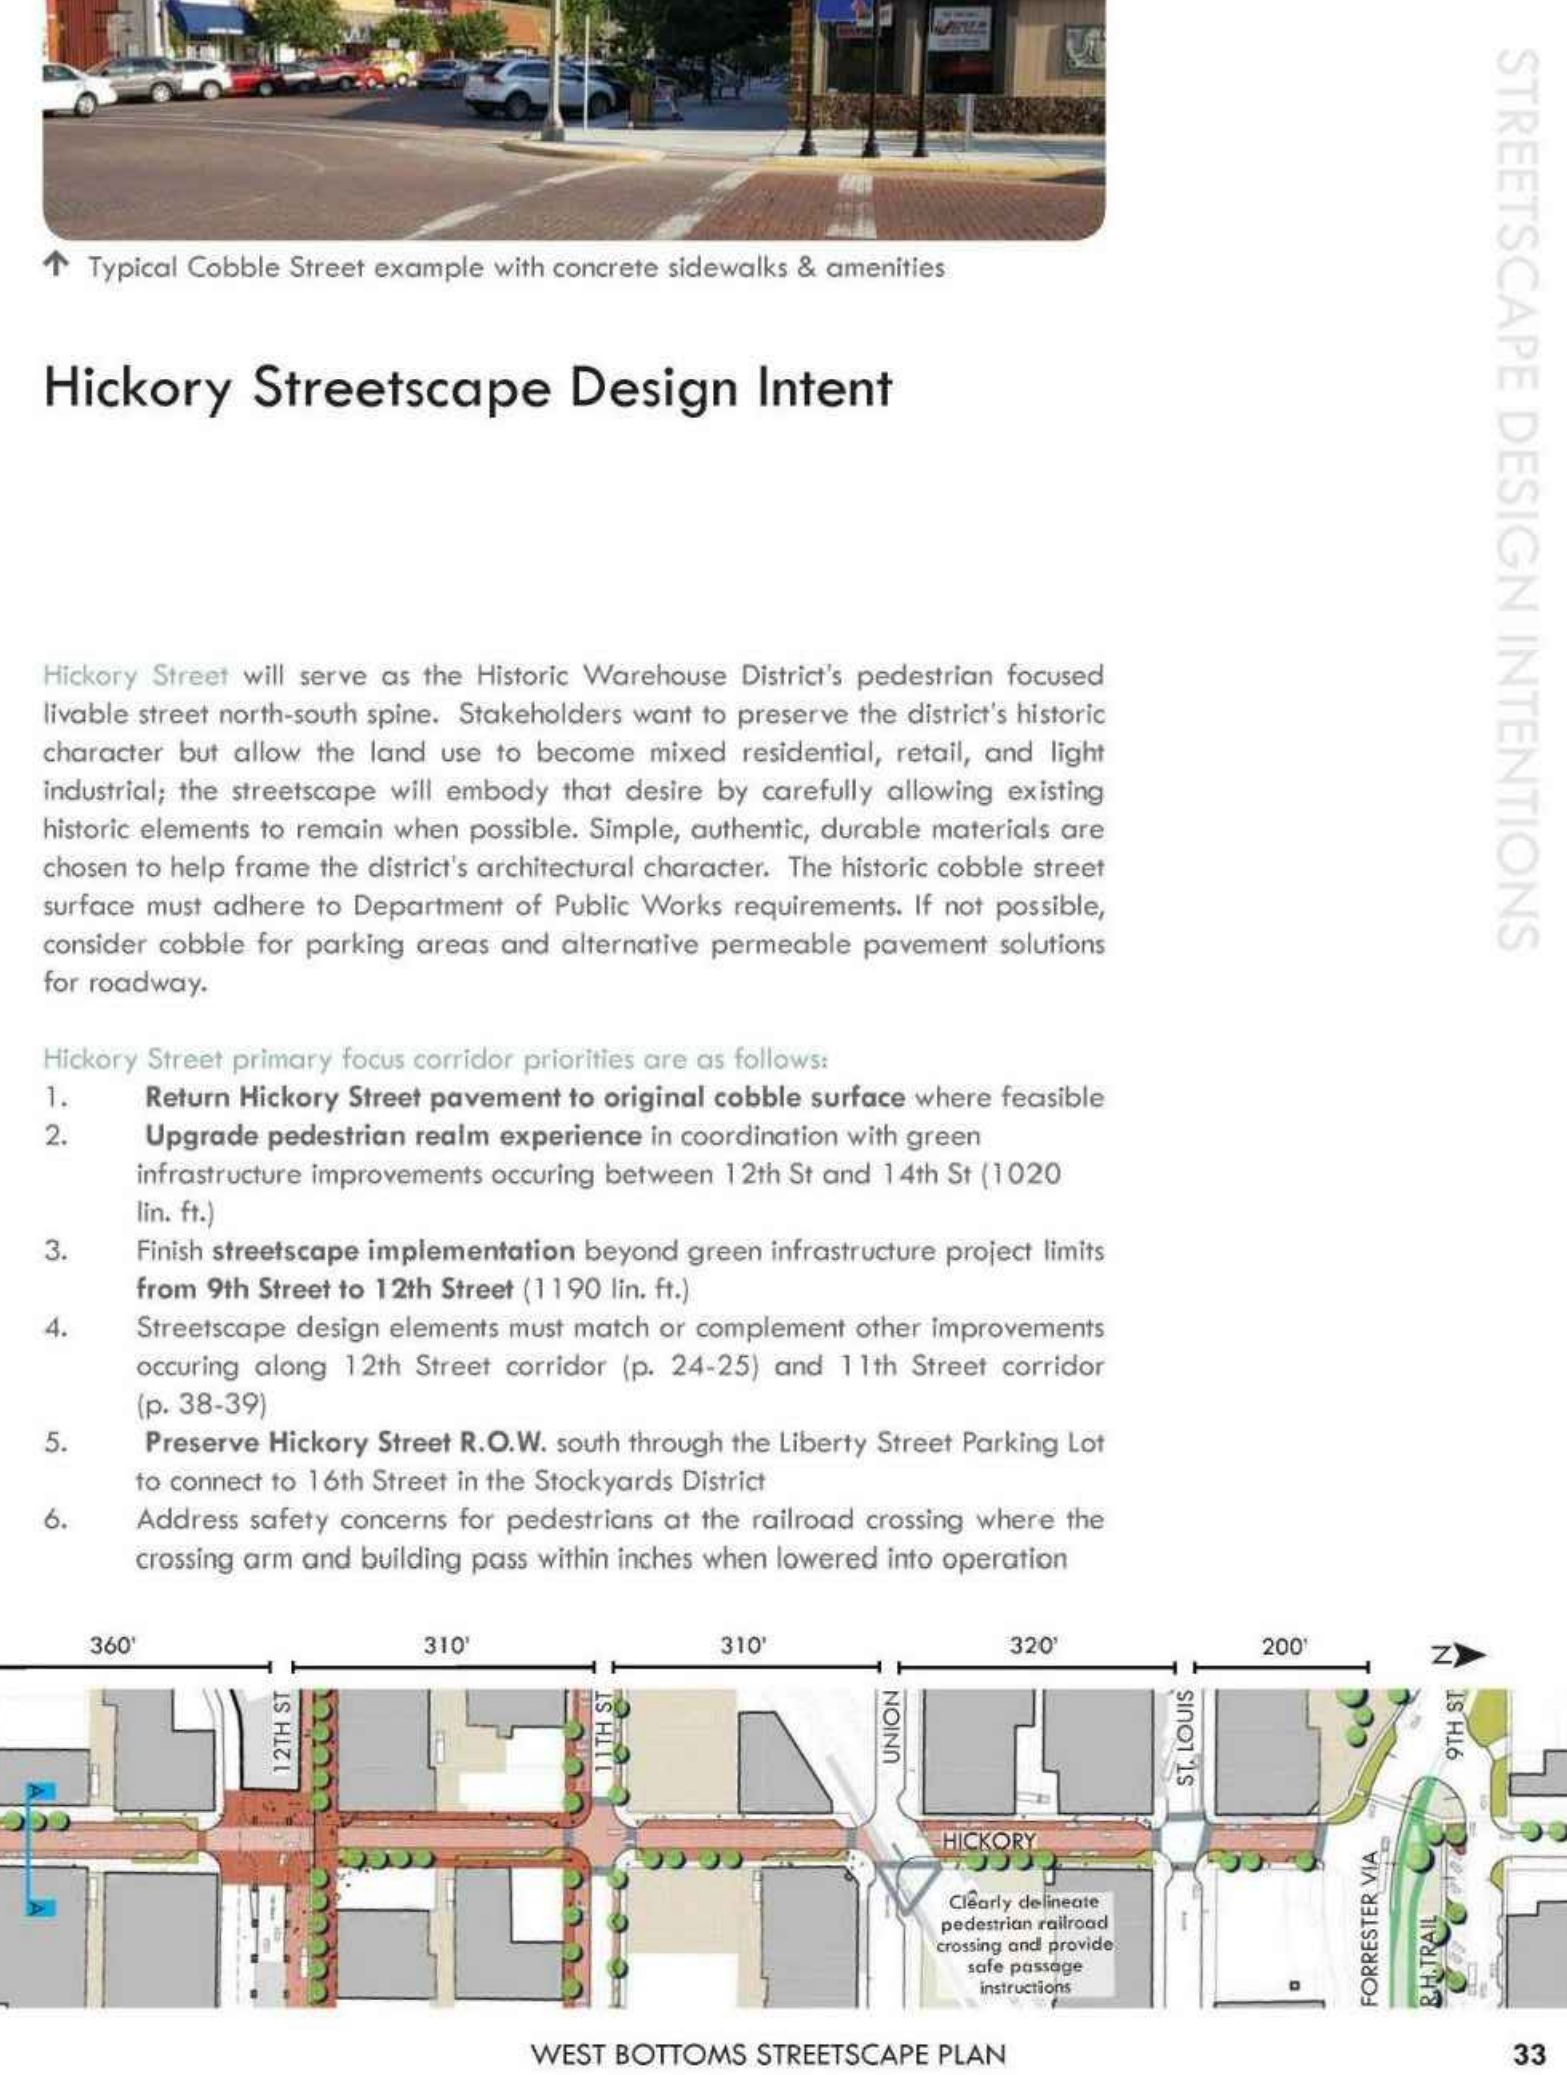 Typical Cobble Street example with concrete sidewalks & amenities
Hickory Streetscape Design Intent
Hickory Street will serve as the Historic Warehouse District's pedestrian focused
livable street north-south spine. Stakeholders want to preserve the district's historic
character but allow the land use to become mixed residential, retail, and light
industrial; the streetscape will embody that desire by carefully allowing existing
historic elements to remain when possible. Simple, authentic, durable materials are
chosen to help frame the district's architectural character. The historic cobble street
surface must adhere to Department of Public Works requirements. If not possible,
consider cobble for parking areas and alternative permeable pavement solutions
for roadway.
Hickory Street primary focus corridor priorities are as follows:
1. Return Hickory Street pavement to original cobble surface where feasible
2. Upgrade pedestrian realm experience in coordination with green
infrastructure improvements occuring between 12th St and 14th St (1020
lin. ft.)
3. Finish streetscape implementation beyond green infrastructure project limits
from 9th Street to 12th Street (1190 lin. ft.)
4. Streetscape design elements must match or complement other improvements
occuring along 12th Street corridor (p. 24-25) and 11th Street corridor
(p. 38-39)
5. Preserve Hickory Street R.O.W. south through the Liberty Street Parking Lot
to connect to 16th Street in the Stockyards District
6. Address safety concerns for pedestrians at the railroad crossing where the
crossing arm and building pass within inches when lowered into operation
STREETSCAPE DESIGN INTENTIONS
360' 310' 310' 320' 200' N
12TH ST
11TH ST
UNION
ST. LOUIS
9TH ST
A
A
HICKORY
Clearly delineate
pedestrian railroad
crossing and provide
safe passage
instructions
FORRESTER VIA
R.H.TRAIL
WEST BOTTOMS STREETSCAPE PLAN
33